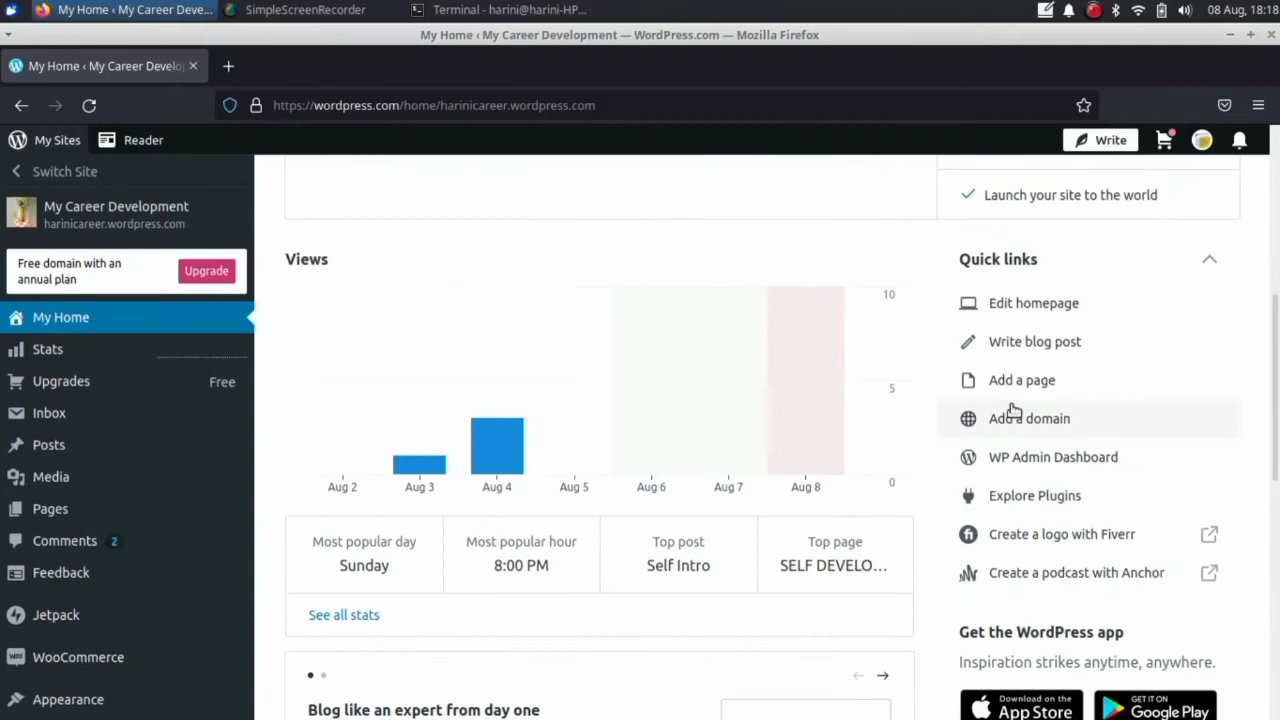 My Home ‹ My Career Deve...
SimpleScreenRecorder
Terminal - harini@harini-HP...
08 Aug, 18:18
My Home ‹ My Career Development — WordPress.com — Mozilla Firefox
My Home ‹ My Career Develo
https://wordpress.com/home/harinicareer.wordpress.com
My Sites
Reader
Write
Switch Site
My Career Development
harinicareer.wordpress.com
Free domain with an
annual plan
Upgrade
My Home
Stats
Upgrades
Free
Inbox
Posts
Media
Pages
Comments 2
Feedback
Jetpack
WooCommerce
Appearance
Launch your site to the world
Views
10
5
0
Aug 2
Aug 3
Aug 4
Aug 5
Aug 6
Aug 7
Aug 8
Most popular day
Sunday
Most popular hour
8:00 PM
Top post
Self Intro
Top page
SELF DEVELO...
See all stats
Blog like an expert from day one
Quick links
Edit homepage
Write blog post
Add a page
Add a domain
WP Admin Dashboard
Explore Plugins
Create a logo with Fiverr
Create a podcast with Anchor
Get the WordPress app
Inspiration strikes anytime, anywhere.
Download on the
App Store
GET IT ON
Google Play